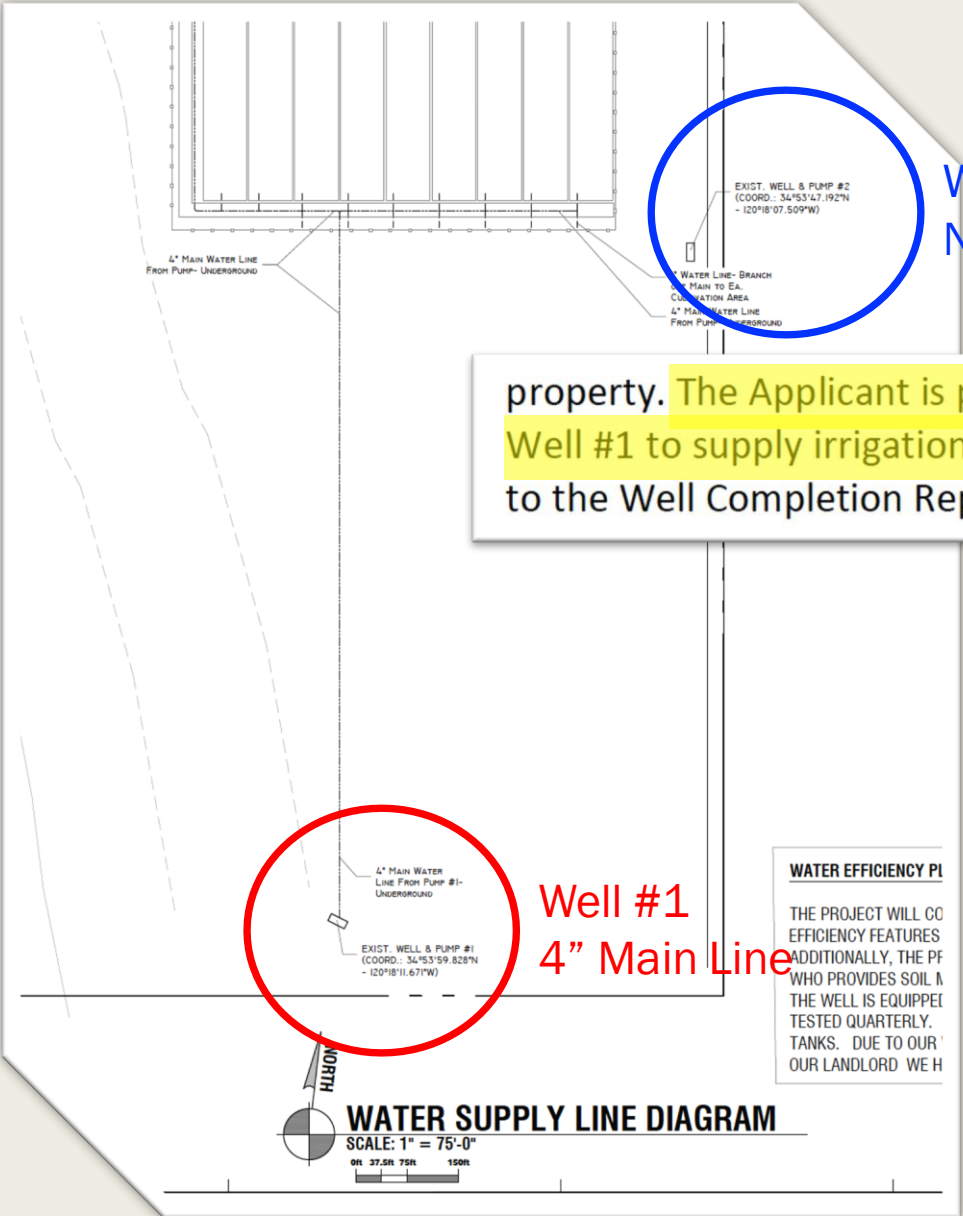 EXIST. WELL & PUMP #2
(COORD.: 34°53'47.192"N
- 120°18'07.509"W)
W
N
4" MAIN WATER LINE
FROM PUMP- UNDERGROUND
WATER LINE- BRANCH
MAIN TO EA.
AREA
4" MAIN WATER LINE
FROM
property. The Applicant is p
Well #1 to supply irrigation
to the Well Completion Rep
4" MAIN WATER
LINE FROM PUMP #1-
UNDERGROUND
EXIST. WELL & PUMP #1
(COORD.: 34°53'59.828"N
- 120°18'11.671"W)
Well #1
4” Main Line
WATER EFFICIENCY PL
THE PROJECT WILL CO
EFFICIENCY FEATURES
ADDITIONALLY, THE PR
WHO PROVIDES SOIL M
THE WELL IS EQUIPPED
TESTED QUARTERLY.
TANKS. DUE TO OUR
OUR LANDLORD WE H
NORTH
WATER SUPPLY LINE DIAGRAM
SCALE: 1" = 75'-0"
0ft 37.5ft 75ft 150ft